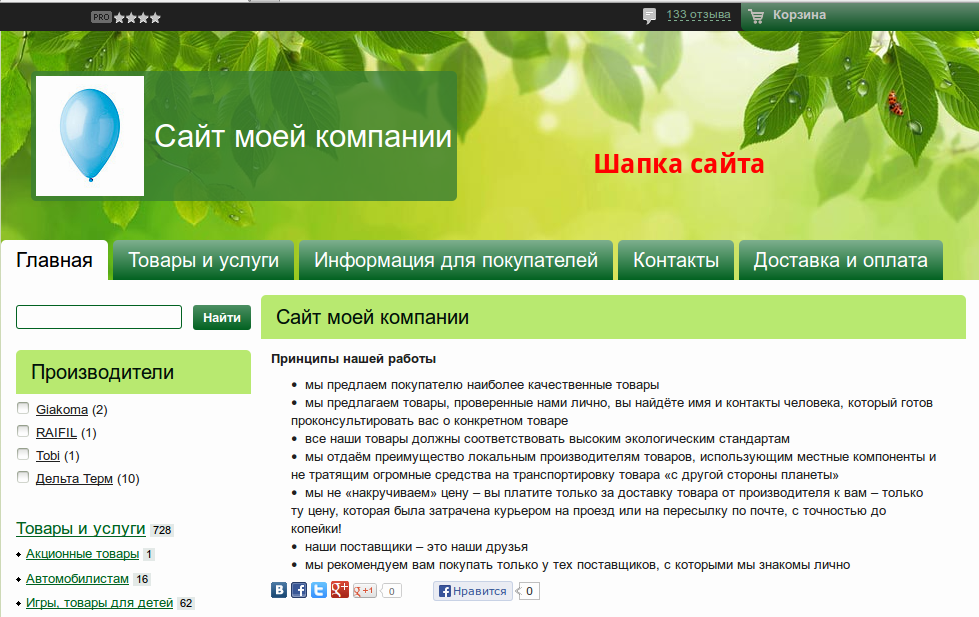 PRO 133 отзыва Корзина
Сайт моей компании
Шапка сайта
Главная Товары и услуги Информация для покупателей Контакты Доставка и оплата
Найти
Сайт моей компании
Производители
Giakoma (2)
RAIFIL (1)
Tobi (1)
Дельта Терм (10)
Товары и услуги 728
Акционные товары 1
Автомобилистам 16
Игры, товары для детей 62
Принципы нашей работы
• мы предлаем покупателю наиболее качественные товары
• мы предлагаем товары, проверенные нами лично, вы найдёте имя и контакты человека, который готов
проконсультировать вас о конкретном товаре
• все наши товары должны соответствовать высоким экологическим стандартам
• мы отдаём преимущество локальным производителям товаров, использующим местные компоненты и
не тратящим огромные средства на транспортировку товара «с другой стороны планеты»
• мы не «накручиваем» цену – вы платите только за доставку товара от производителя к вам – только
ту цену, которая была затрачена курьером на проезд или на пересылку по почте, с точностью до
копейки!
• наши поставщики – это наши друзья
• мы рекомендуем вам покупать только у тех поставщиков, с которыми мы знакомы лично
B f t g+ g +1 0 f Нравится 0